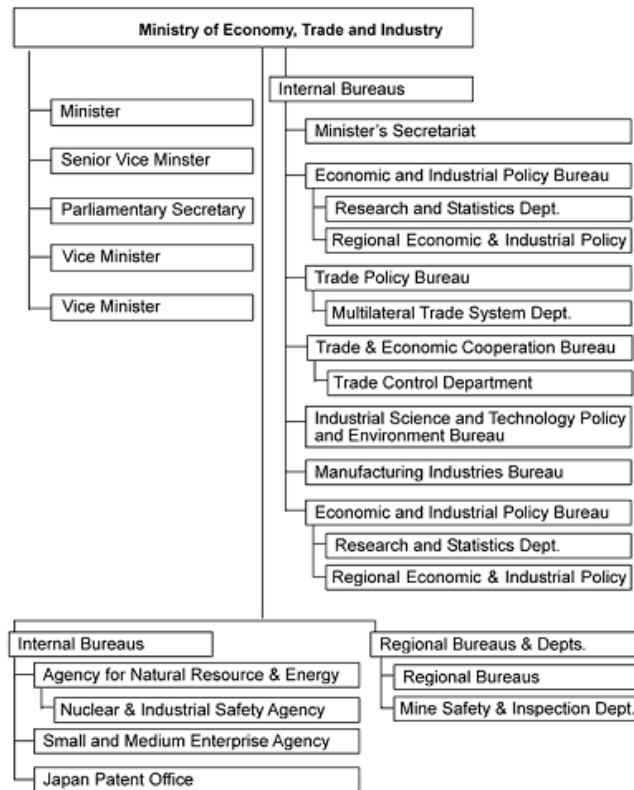 Ministry of Economy, Trade and Industry
Minister
Senior Vice Minster
Parliamentary Secretary
Vice Minister
Vice Minister
Internal Bureaus
Minister's Secretariat
Economic and Industrial Policy Bureau
Research and Statistics Dept.
Regional Economic & Industrial Policy
Trade Policy Bureau
Multilateral Trade System Dept.
Trade & Economic Cooperation Bureau
Trade Control Department
Industrial Science and Technology Policy
and Environment Bureau
Manufacturing Industries Bureau
Economic and Industrial Policy Bureau
Research and Statistics Dept.
Regional Economic & Industrial Policy
Internal Bureaus
Agency for Natural Resource & Energy
Nuclear & Industrial Safety Agency
Small and Medium Enterprise Agency
Japan Patent Office
Regional Bureaus & Depts.
Regional Bureaus
Mine Safety & Inspection Dept.